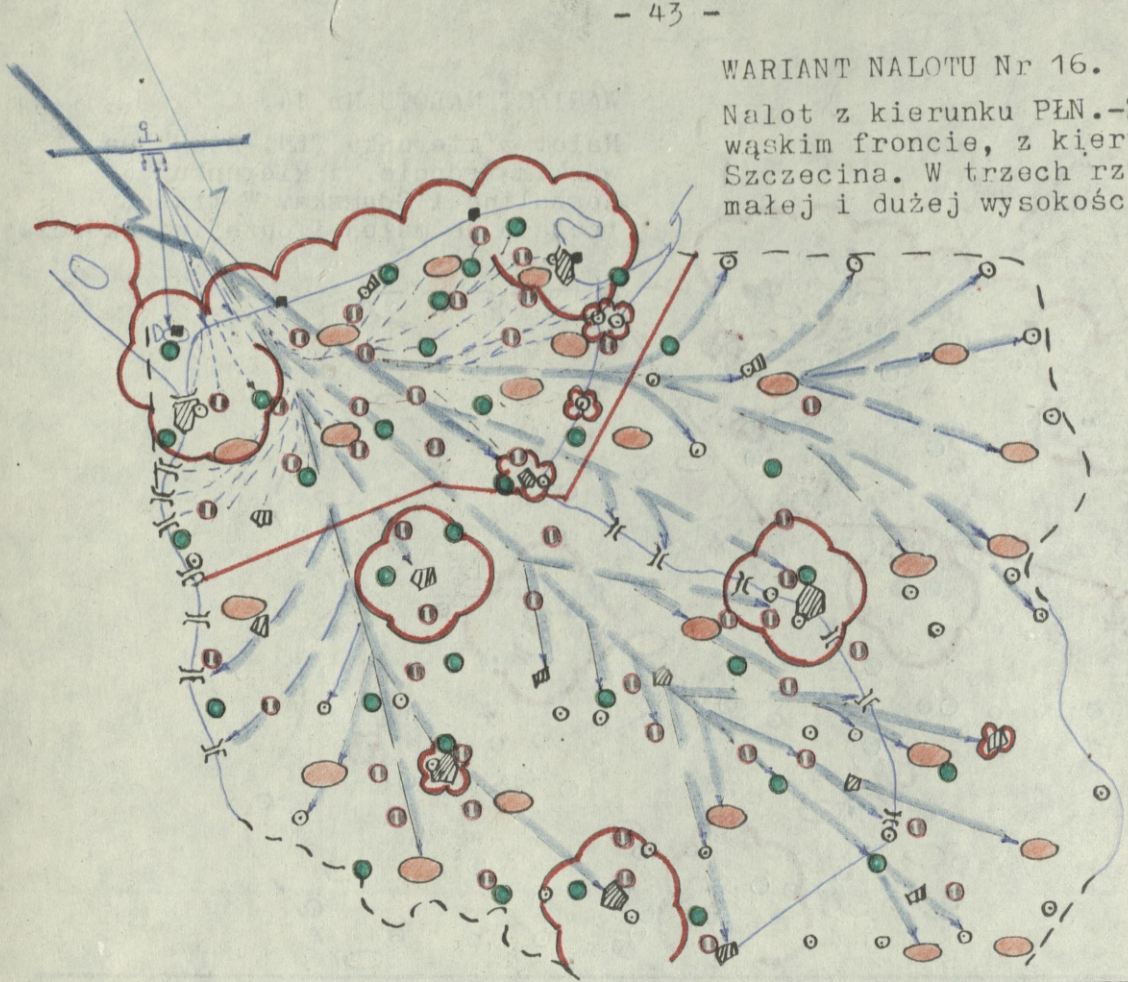 - 43 -
WARIANT NALOTU Nr 16.
Nalot z kierunku PŁN.-
wąskim froncie, z kier
Szczecina. W trzech rz
małej i dużej wysokośc